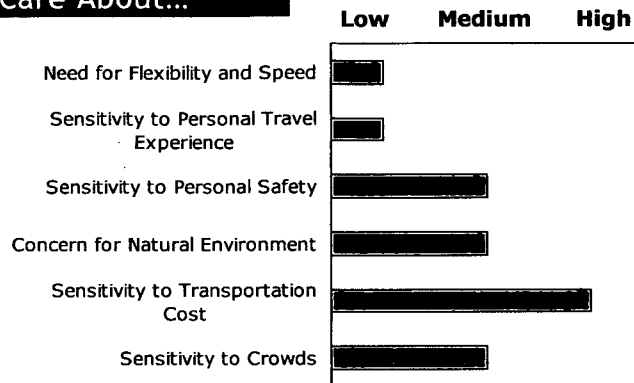 Care About...
Low Medium High
Need for Flexibility and Speed
Sensitivity to Personal Travel
Experience
Sensitivity to Personal Safety
Concern for Natural Environment
Sensitivity to Transportation
Cost
Sensitivity to Crowds